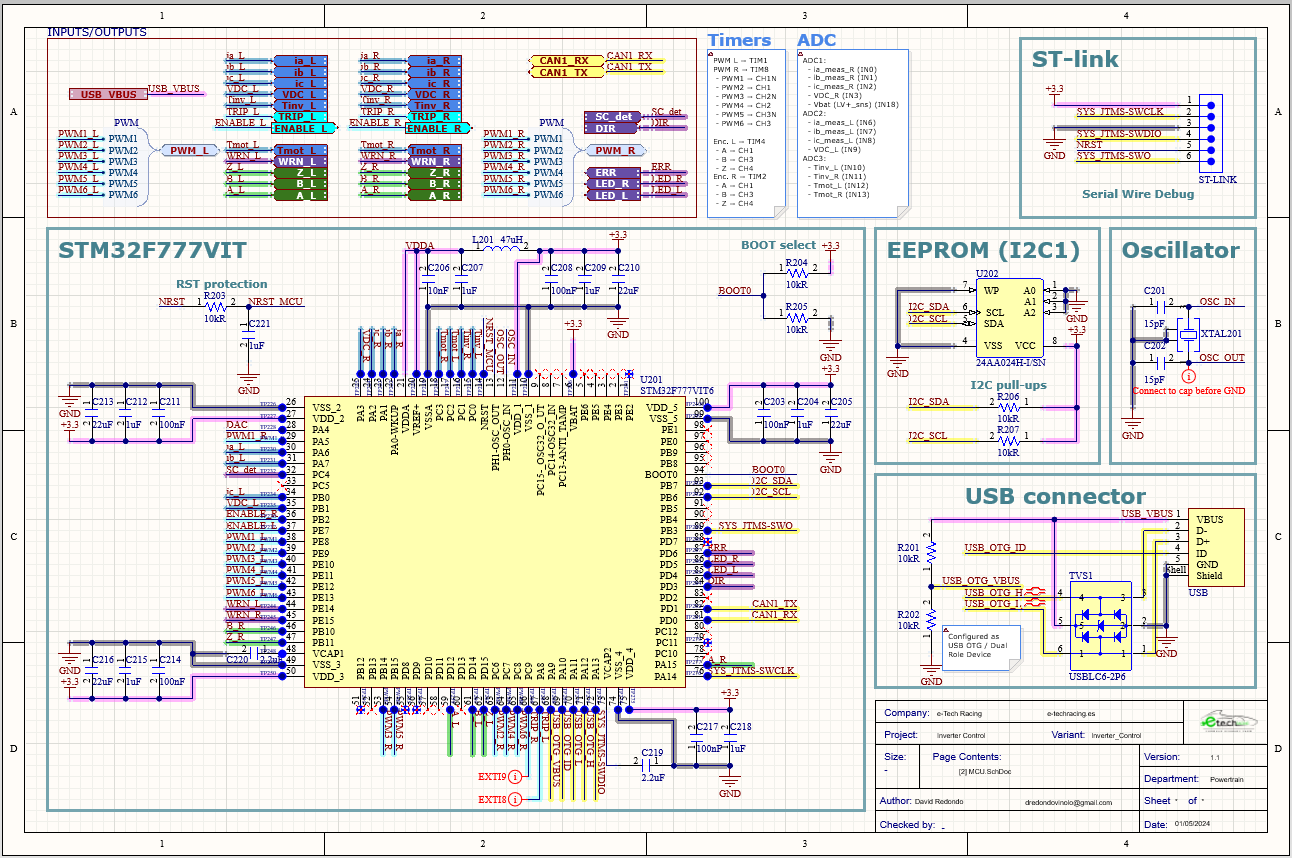 1 2 3 4
INPUTS/OUTPUTS
ia_L ia_L
ib_L ib_L
ic_L ic_L
VDC_L VDC_L
Tinv_L Tinv_L
TRIP_L TRIP_L
ENABLE_L ENABLE_L
Tmot_L Tmot_L
WRN_L WRN_L
Z_L Z_L
B_L B_L
A_L A_L
ia_R ia_R
ib_R ib_R
ic_R ic_R
VDC_R VDC_R
Tinv_R Tinv_R
TRIP_R TRIP_R
ENABLE_R ENABLE_R
Tmot_R Tmot_R
WRN_R WRN_R
Z_R Z_R
B_R B_R
A_R A_R
USB_VBUS USB_VBUS
PWM
PWM1_L PWM1
PWM2_L PWM2
PWM3_L PWM3
PWM4_L PWM4
PWM5_L PWM5
PWM6_L PWM6
PWM_L
CAN1_RX CAN1_RX
CAN1_TX CAN1_TX
PWM
PWM1_R PWM1
PWM2_R PWM2
PWM3_R PWM3
PWM4_R PWM4
PWM5_R PWM5
PWM6_R PWM6
PWM_R
SC_det SC_det
DIR DIR
ERR ERR
LED_R LED_R
LED_L LED_L
Timers
PWM L → TIM1
PWM R → TIM8
- PWM1 → CH1N
- PWM2 → CH1
- PWM3 → CH2N
- PWM4 → CH2
- PWM5 → CH3N
- PWM6 → CH3
Enc. L → TIM4
- A → CH1
- B → CH3
- Z → CH4
Enc. R → TIM2
- A → CH1
- B → CH3
- Z → CH4
ADC
ADC1:
- ia_meas_R (IN0)
- ib_meas_R (IN1)
- ic_meas_R (IN2)
- VDC_R (IN3)
- Vbat (LV+_sns) (IN18)
ADC2:
- ia_meas_L (IN6)
- ib_meas_L (IN7)
- ic_meas_L (IN8)
- VDC_L (IN9)
ADC3:
- Tinv_L (IN10)
- Tinv_R (IN11)
- Tmot_L (IN12)
- Tmot_R (IN13)
ST-link
+3.3
SYS_JTMS-SWCLK
SYS_JTMS-SWDIO
NRST
SYS_JTMS-SWO
GND
1
2
3
4
5
6
ST-LINK
Serial Wire Debug
STM32F777VIT
RST protection
NRST R203 NRST_MCU
1 2
10kR
C221
1uF
GND
VDDA
L201 47uH
1 2
+3.3
C206 C207 C208 C209 C210
10nF 1uF 100nF 1uF 22uF
GND
BOOT select
+3.3
R204
10kR
BOOT0
R205
10kR
GND
U201
STM32F777VIT6
C213 C212 C211
22uF 1uF 100nF
GND
+3.3
DAC
PWM1_R
ia_L
ib_L
SC_det
ic_L
VDC_L
ENABLE_R
ENABLE_L
PWM1_L
PWM2_L
PWM3_L
PWM4_L
PWM5_L
PWM6_L
WRN_L
WRN_R
B_R
Z_R
26 VSS_2
27 VDD_2
28 PA4
29 PA5
30 PA6
31 PA7
32 PC4
33 PC5
34 PB0
35 PB1
36 PB2
37 PE7
38 PE8
39 PE9
40 PE10
41 PE11
42 PE12
43 PE13
44 PE14
45 PE15
46 PB10
47 PB11
48 VCAP1
49 VSS_3
50 VDD_3
PA3
PA2
PA1
PA0-WKUP
VDDA
VREF+
VSSA
PC3
PC2
PC1
PC0
NRST
PH1-OSC_OUT
PH0-OSC_IN
VDD_1
VSS_1
PC15-_OSC32_O_UT
PC14-OSC32_IN
PC13-ANTI_TAMP
VBAT
PE6
PE5
PE4
PE3
PE2
VDD_5 100
VSS_5 99
PE1 98
PE0 97
PB9 96
PB8 95
BOOT0 94
PB7 93
PB6 92
PB5 91
PB4 90
PB3 89
PD7 88
PD6 87
PD5 86
PD4 85
PD3 84
PD2 83
PD1 82
PD0 81
PC12 80
PC11 79
PC10 78
PA15 77
PA14 76
BOOT0
I2C_SDA
I2C_SCL
SYS_JTMS-SWO
ERR
LED_R
LED_L
DIR
CAN1_TX
CAN1_RX
A_R
SYS_JTMS-SWCLK
+3.3
C203 C204 C205
100nF 1uF 22uF
GND
PB12
PB13
PB14
PB15
PD8
PD9
PD10
PD11
PD12
PD13
PD14
PD15
PC6
PC7
PC8
PC9
PA8
PA9
PA10
PA11
PA12
PA13
VCAP2
VSS_4
VDD_4
GND
C216 C215 C214
22uF 1uF 100nF
+3.3
C220 2.2uF
PWM3_R
PWM5_R
PWM2_R
PWM4_R
PWM6_R
TRIP_R
TRIP_L
USB_OTG_VBUS
USB_OTG_ID
USB_OTG_L
USB_OTG_H
SYS_JTMS-SWDIO
EXTI9
EXTI8
C219
2.2uF
+3.3
C217 C218
100nF 1uF
GND
EEPROM (I2C1)
U202
7 WP A0 1
6 SCL A1 2
5 SDA A2 3
4 VSS VCC 8
I2C_SDA
I2C_SCL
GND
+3.3
24AA024H-I/SN
I2C pull-ups
I2C_SDA R206
10kR
I2C_SCL R207
10kR
Oscillator
C201
15pF
OSC_IN
XTAL201
C202
15pF
OSC_OUT
Connect to cap before GND
GND
USB connector
USB_VBUS 1 VBUS
2 D-
3 D+
4 ID
5 GND
Shell Shield
USB
USB_OTG_ID
R201
10kR
USB_OTG_VBUS
USB_OTG_H
USB_OTG_L
R202
10kR
GND
Configured as
USB OTG / Dual
Role Device
TVS1
USBLC6-2P6
GND
Company: e-Tech Racing e-techracing.es
Project: Inverter Control Variant: Inverter_Control
e-tech
Size: - Page Contents: [2] MCU.SchDoc
Version: 1.1
Department: Powertrain
Author: David Redondo dredondovinolo@gmail.com
Sheet * of *
Checked by: -
Date: 01/05/2024
A
B
C
D
1 2 3 4